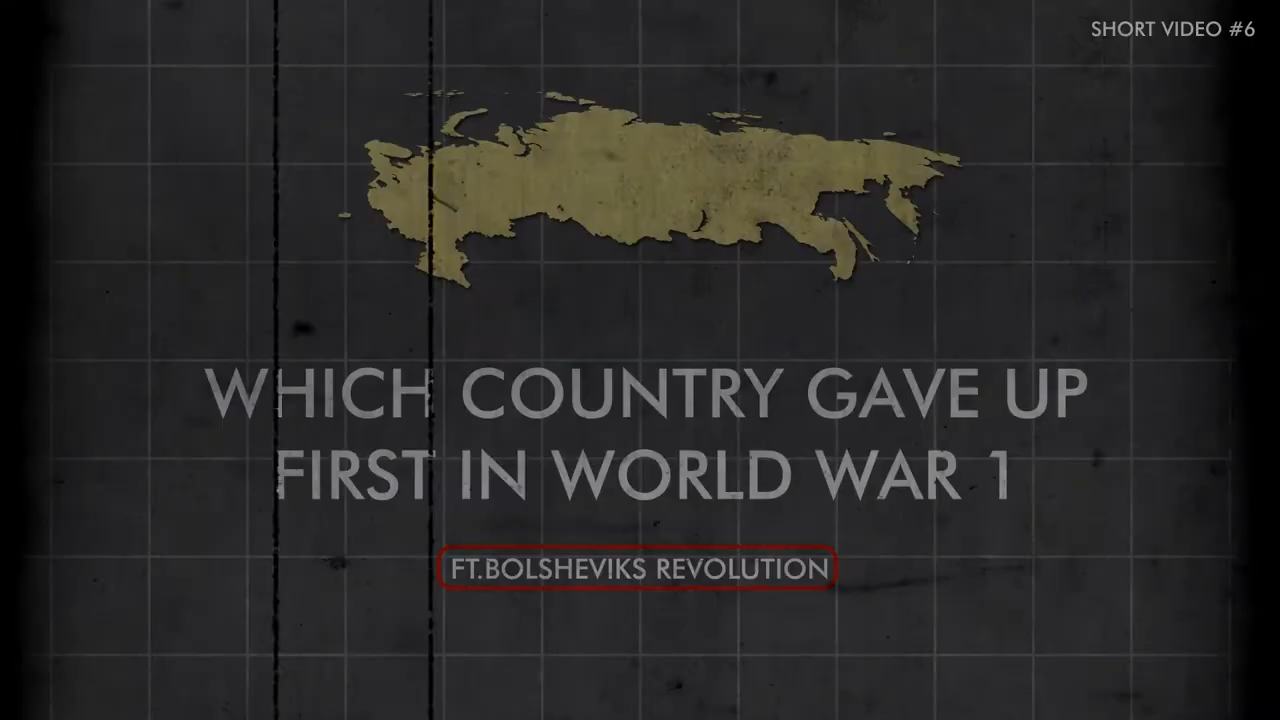 SHORT VIDEO #6
WHICH COUNTRY GAVE UP
FIRST IN WORLD WAR 1
FT.BOLSHEVIKS REVOLUTION